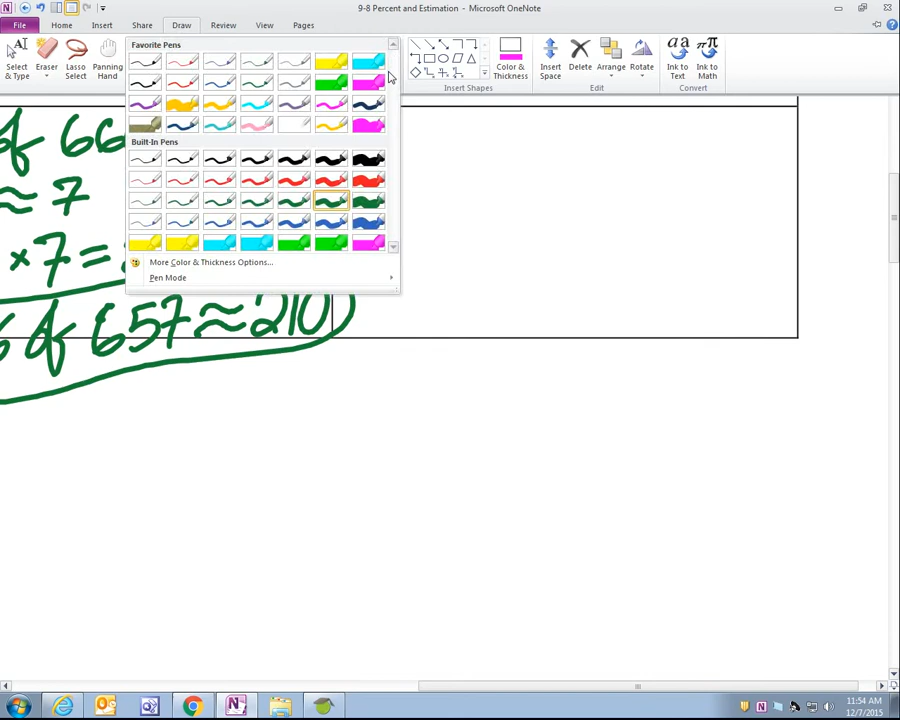 9-8 Percent and Estimation - Microsoft OneNote
File Home Insert Share Draw Review View Pages
Select & Type
Eraser
Lasso Select
Panning Hand
Favorite Pens
Built-In Pens
More Color & Thickness Options...
Pen Mode
Color & Thickness
Insert Shapes
Insert Space
Delete
Arrange
Rotate
Edit
Ink to Text
Ink to Math
Convert
of 66
≈ 7
×7=
of 657≈210
11:54 AM
12/7/2015